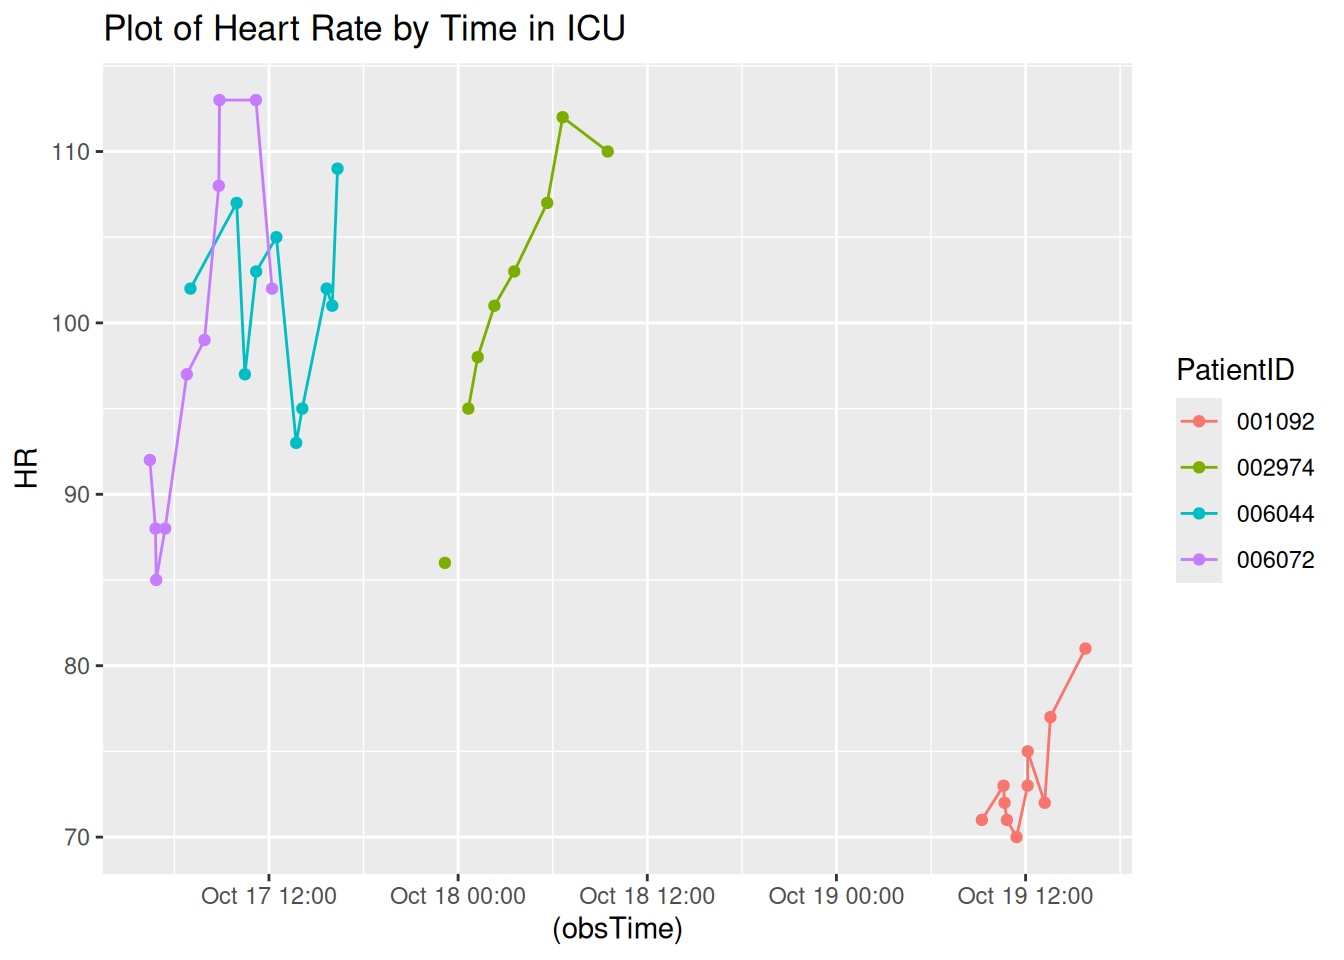 Plot of Heart Rate by Time in ICU
110
100
90
80
70
HR
Oct 17 12:00 Oct 18 00:00 Oct 18 12:00 Oct 19 00:00 Oct 19 12:00
(obsTime)
PatientID
001092
002974
006044
006072